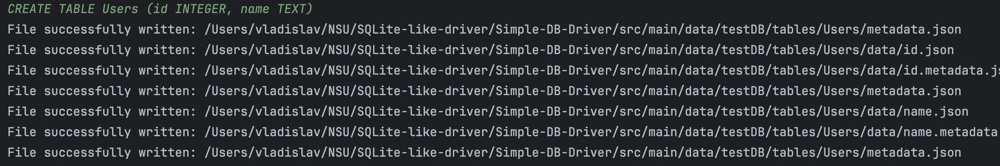 CREATE TABLE Users (id INTEGER, name TEXT)
File successfully written: /Users/vladislav/NSU/SQLite-like-driver/Simple-DB-Driver/src/main/data/testDB/tables/Users/metadata.json
File successfully written: /Users/vladislav/NSU/SQLite-like-driver/Simple-DB-Driver/src/main/data/testDB/tables/Users/data/id.json
File successfully written: /Users/vladislav/NSU/SQLite-like-driver/Simple-DB-Driver/src/main/data/testDB/tables/Users/data/id.metadata.js
File successfully written: /Users/vladislav/NSU/SQLite-like-driver/Simple-DB-Driver/src/main/data/testDB/tables/Users/metadata.json
File successfully written: /Users/vladislav/NSU/SQLite-like-driver/Simple-DB-Driver/src/main/data/testDB/tables/Users/data/name.json
File successfully written: /Users/vladislav/NSU/SQLite-like-driver/Simple-DB-Driver/src/main/data/testDB/tables/Users/data/name.metadata
File successfully written: /Users/vladislav/NSU/SQLite-like-driver/Simple-DB-Driver/src/main/data/testDB/tables/Users/metadata.json